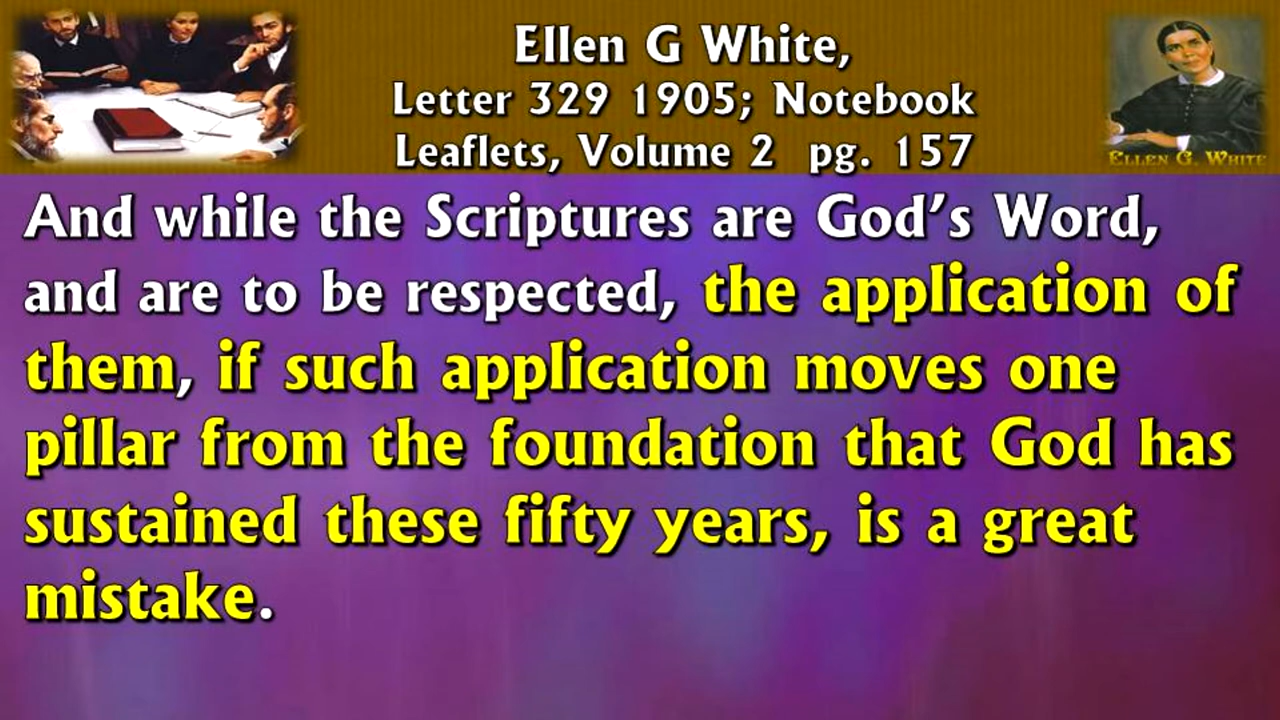 Ellen G White,
Letter 329 1905; Notebook
Leaflets, Volume 2 pg. 157
ELLEN G. WHITE
And while the Scriptures are God’s Word,
and are to be respected, the application of
them, if such application moves one
pillar from the foundation that God has
sustained these fifty years, is a great
mistake.